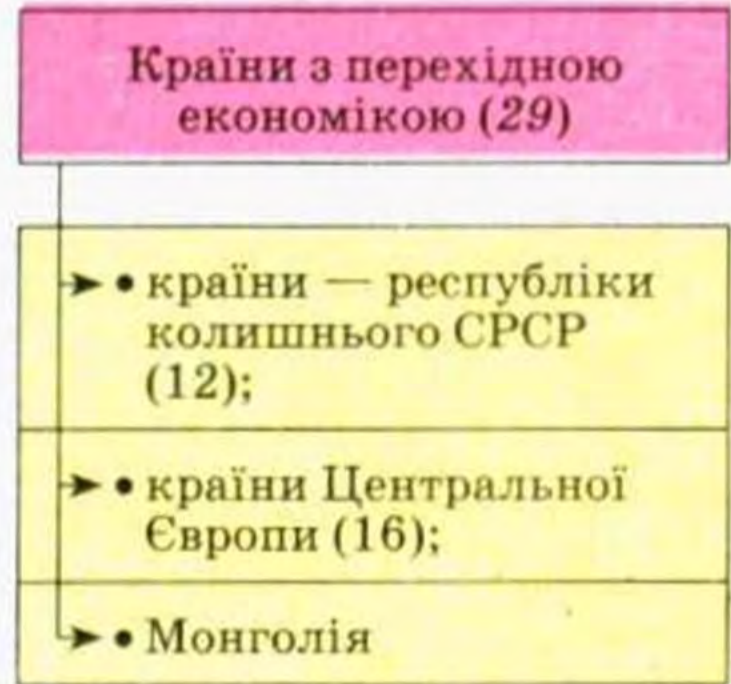 Країни з перехідною
економікою (29)
• країни — республіки
колишнього СРСР
(12);
• країни Центральної
Європи (16);
• Монголія